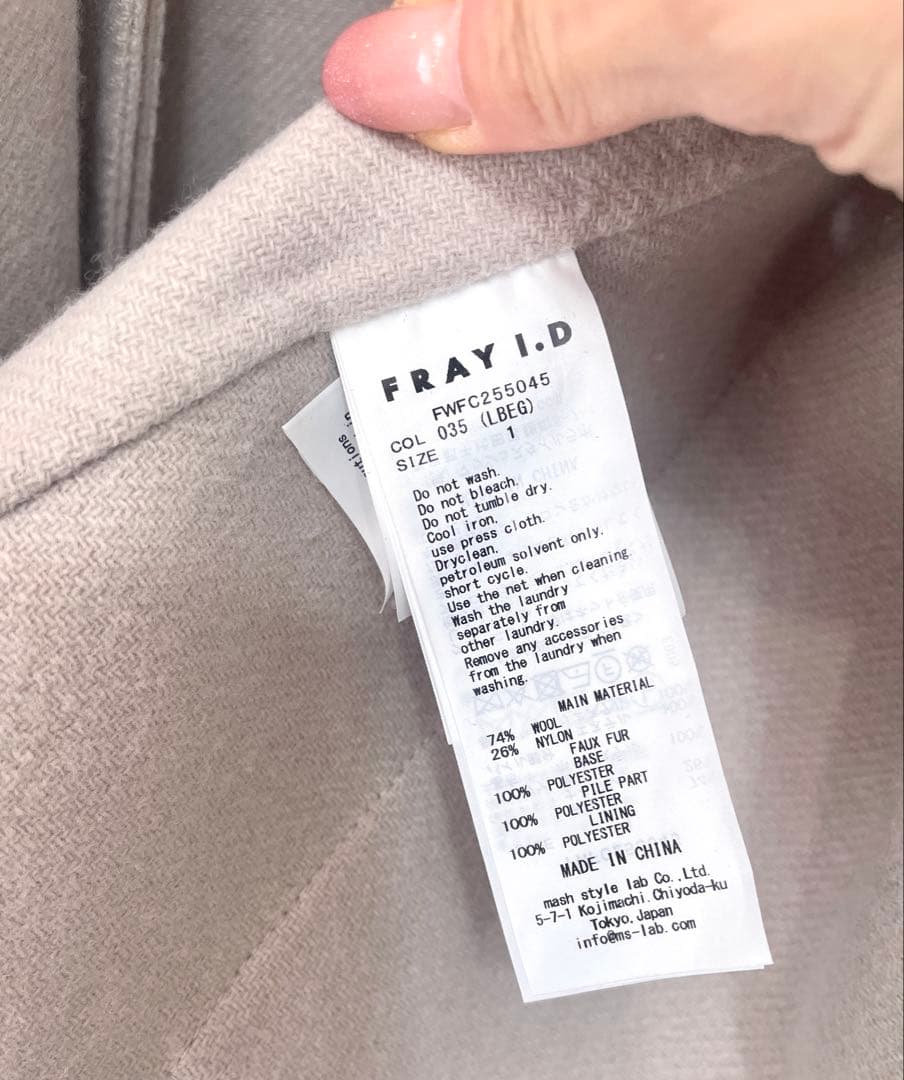 FRAY I.D
FWFC255045
COL 035 (LBEG)
SIZE 1
Do not wash.
Do not bleach.
Do not tumble dry.
Cool iron.
use press cloth.
Dryclean.
petroleum solvent only.
short cycle.
Use the net when cleaning.
Wash the laundry
separately from
other laundry.
Remove any accessories
from the laundry when
washing.
MAIN MATERIAL
74% WOOL
26% NYLON
FAUX FUR
BASE
100% POLYESTER
PILE PART
100% POLYESTER
LINING
100% POLYESTER
MADE IN CHINA
mash style lab Co.,Ltd.
5-7-1 Kojimachi.Chiyoda-ku
Tokyo.Japan
info@ms-lab.com